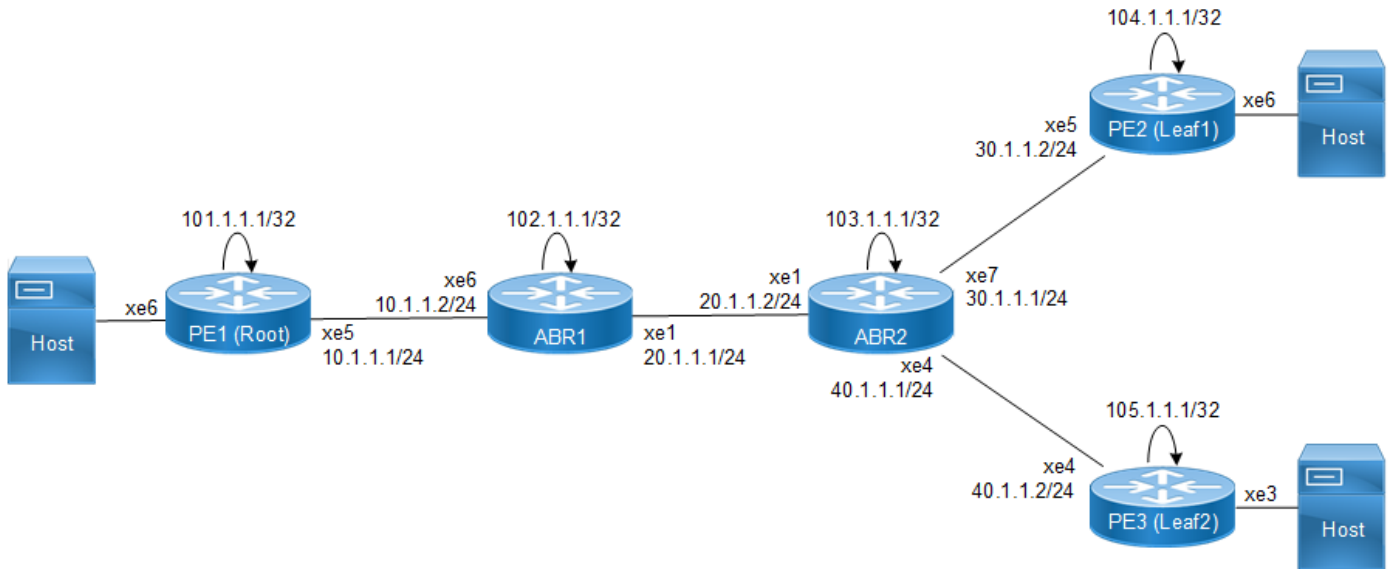 104.1.1.1/32
xe6
xe5
30.1.1.2/24
PE2 (Leaf1)
Host
101.1.1.1/32
102.1.1.1/32
103.1.1.1/32
xe6
xe6
10.1.1.2/24
xe1
20.1.1.2/24
xe7
30.1.1.1/24
Host
PE1 (Root)
xe5
10.1.1.1/24
ABR1
xe1
20.1.1.1/24
ABR2
xe4
40.1.1.1/24
105.1.1.1/32
xe4
40.1.1.2/24
xe3
PE3 (Leaf2)
Host